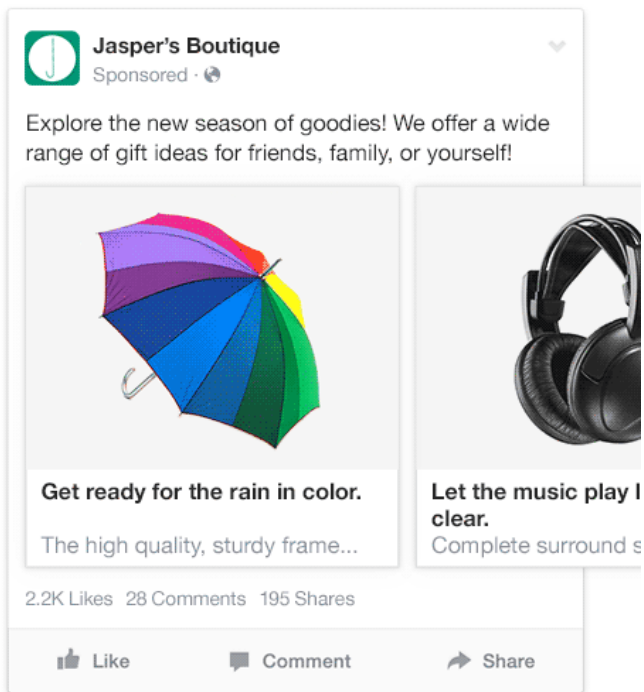 Jasper’s Boutique
Sponsored ·
Explore the new season of goodies! We offer a wide
range of gift ideas for friends, family, or yourself!
Get ready for the rain in color.
The high quality, sturdy frame...
Let the music play
clear.
Complete surround
2.2K Likes 28 Comments 195 Shares
Like Comment Share